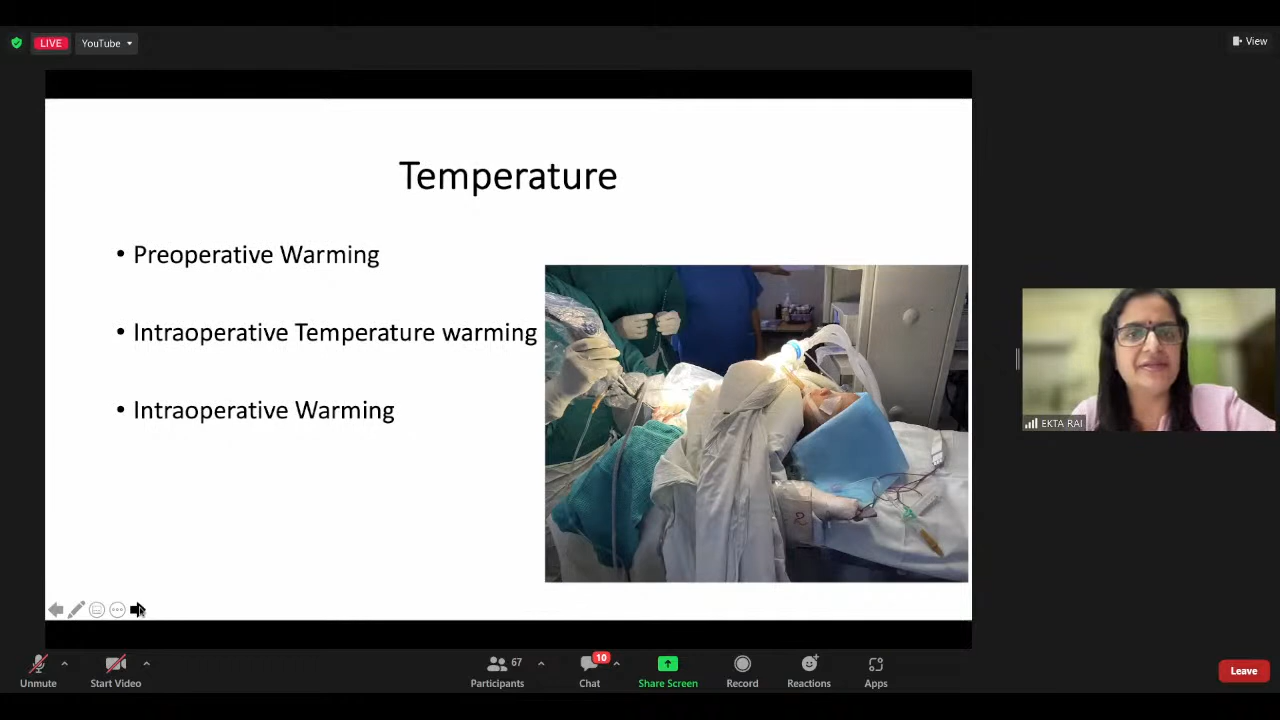 LIVE
YouTube
View
Temperature
• Preoperative Warming
• Intraoperative Temperature warming
• Intraoperative Warming
EKTA RAI
Unmute
Start Video
67
Participants
10
Chat
Share Screen
Record
Reactions
Apps
Leave